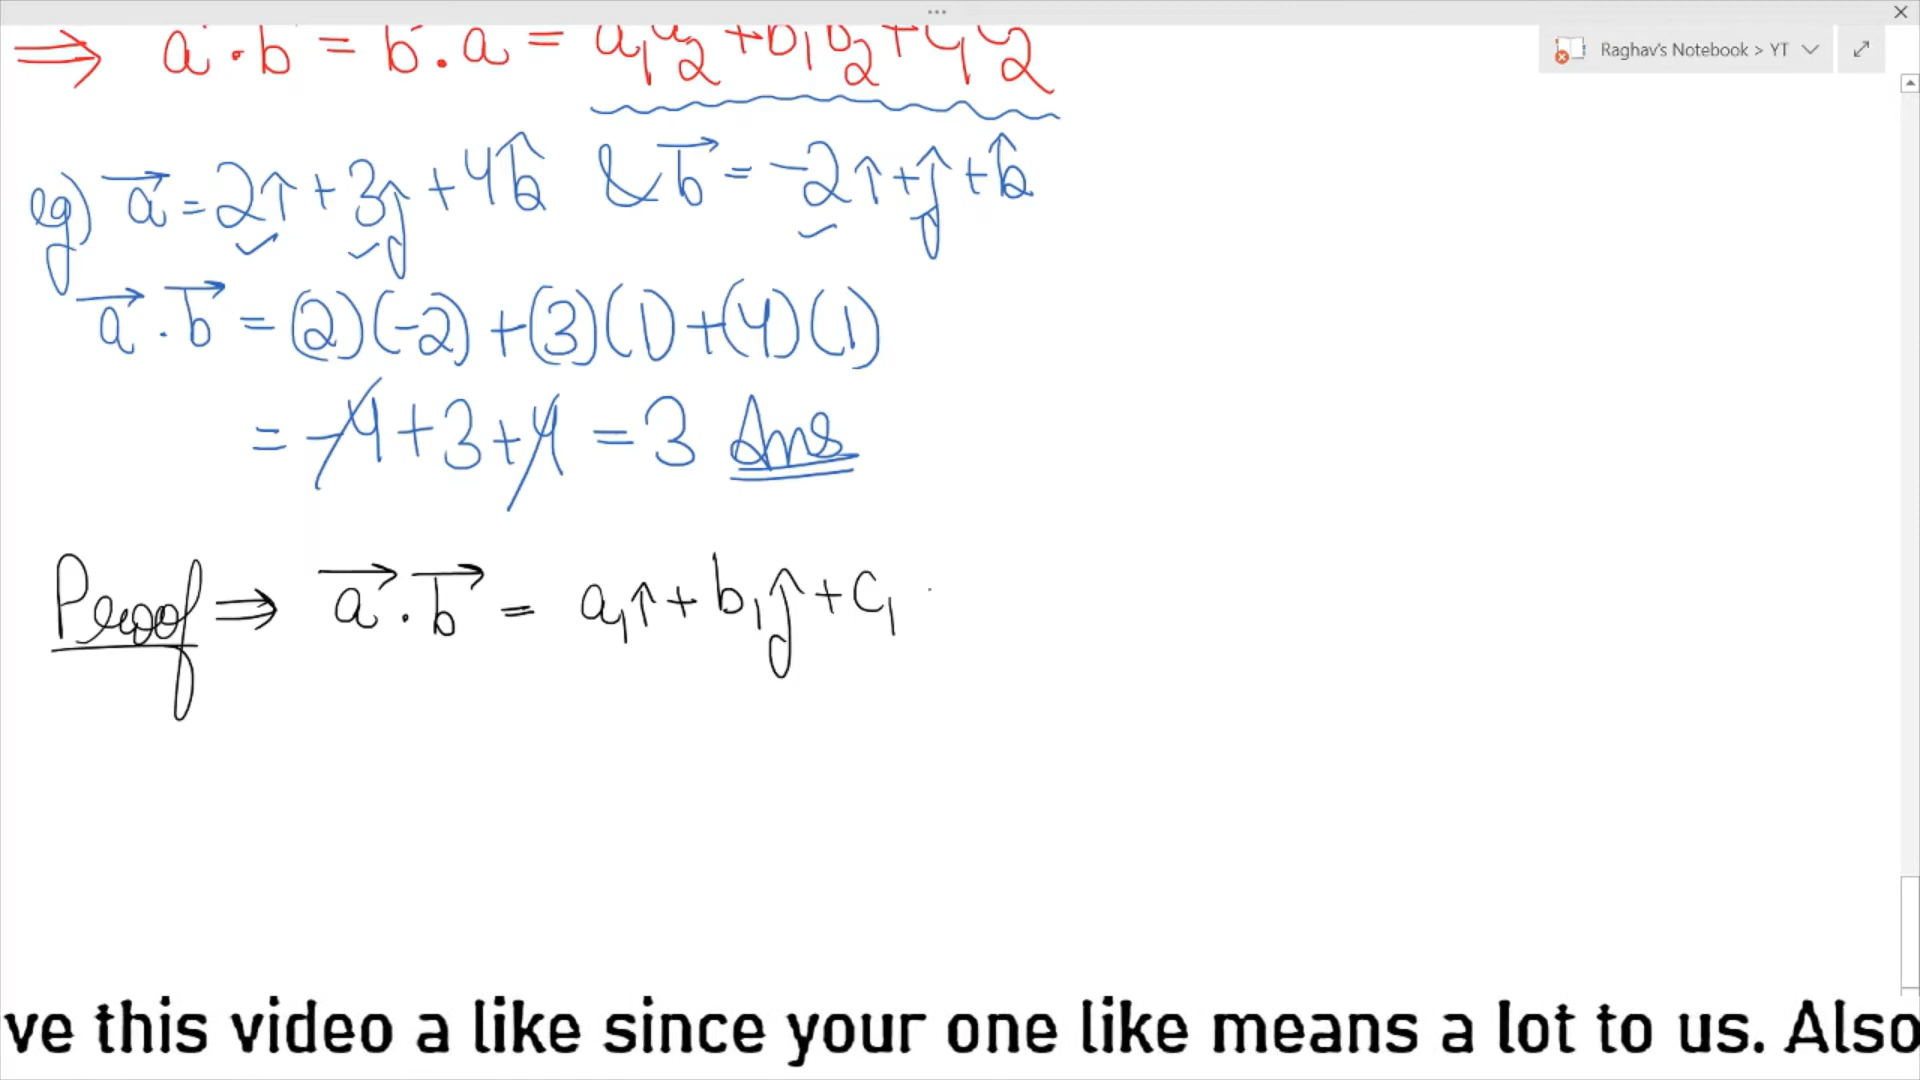 Raghav's Notebook > YT
⇒ a · b = b · a = a₁a₂ + b₁b₂ + c₁c₂
eg) a⃗ = 2î + 3ĵ + 4k̂ & b⃗ = -2î + ĵ + k̂
a⃗ · b⃗ = (2)(-2) + (3)(1) + (4)(1)
= -4 + 3 + 4 = 3 Ans
Proof ⇒ a⃗ · b⃗ = a₁î + b₁ĵ + c₁
ve this video a like since your one like means a lot to us. Also